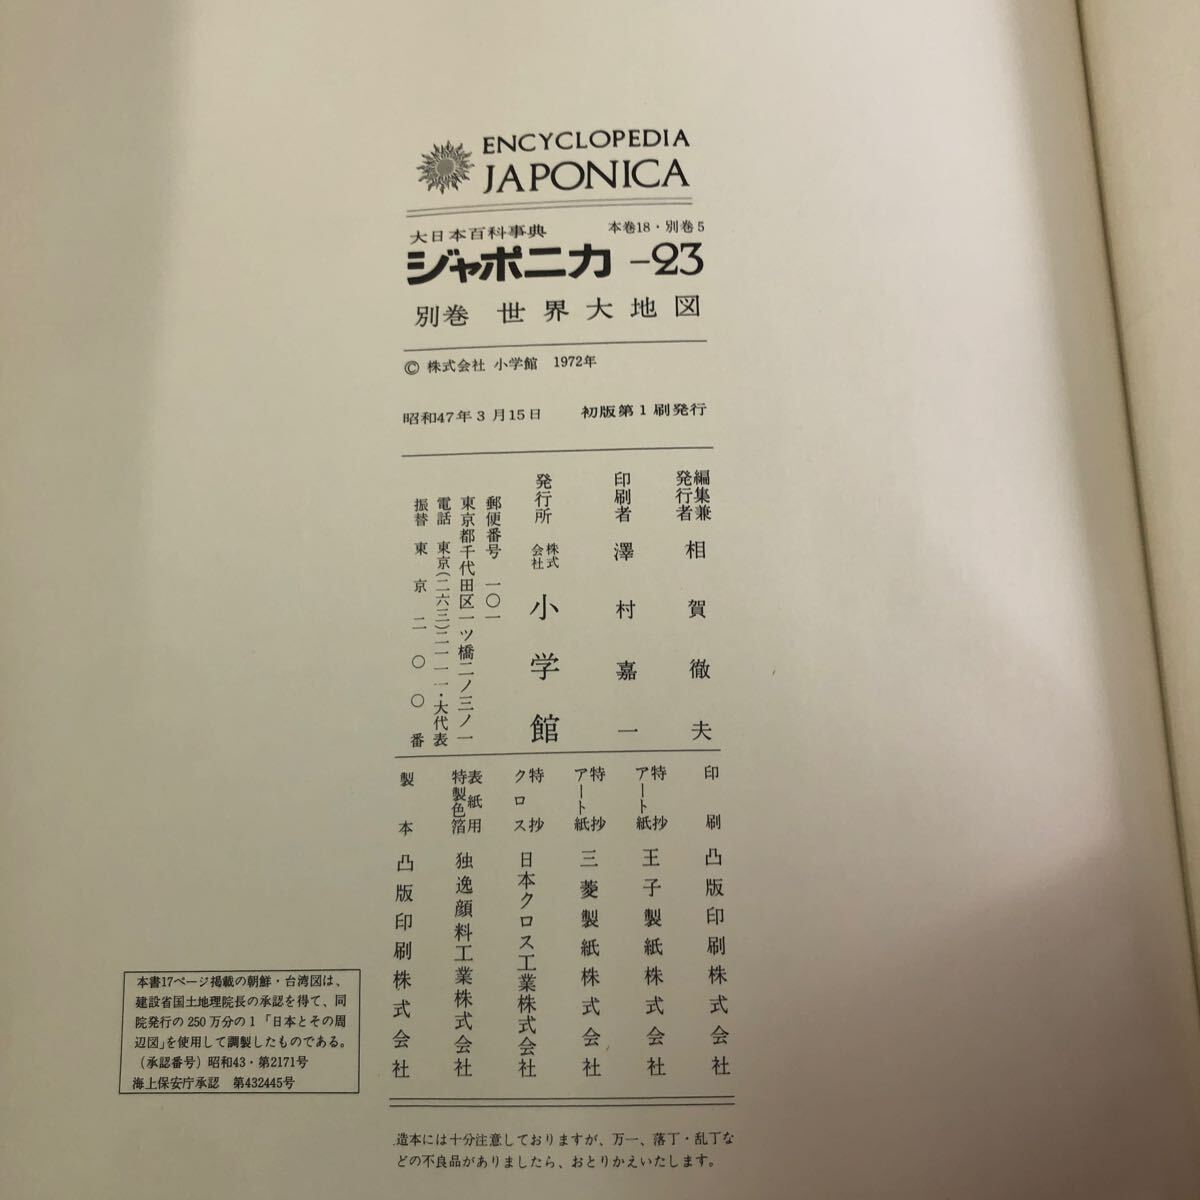 ENCYCLOPEDIA
JAPONICA
大日本百科事典 本巻18・別巻5
ジャポニカ-23
別巻 世界大地図
© 株式会社 小学館 1972年
昭和47年3月15日 初版第1刷発行
編集兼発行者 相賀徹夫
印刷者 澤村嘉一
発行所 株式会社 小学館
郵便番号 一〇一
東京都千代田区一ツ橋二ノ三ノ一
電話 東京(二六三)二一一一・大代表
振替 東京二〇〇番
印刷 凸版印刷株式会社
特抄アート紙 王子製紙株式会社
特抄アート紙 三菱製紙株式会社
特抄クロス 日本クロス工業株式会社
表紙用特製色箔 独逸顔料工業株式会社
製本 凸版印刷株式会社
本書17ページ掲載の朝鮮・台湾図は、
建設省国土地理院長の承認を得て、同
院発行の250万分の1「日本とその周
辺図」を使用して調製したものである。
(承認番号)昭和43・第2171号
海上保安庁承認 第432445号
造本には十分注意しておりますが、万一、落丁・乱丁な
どの不良品がありましたら、おとりかえいたします。